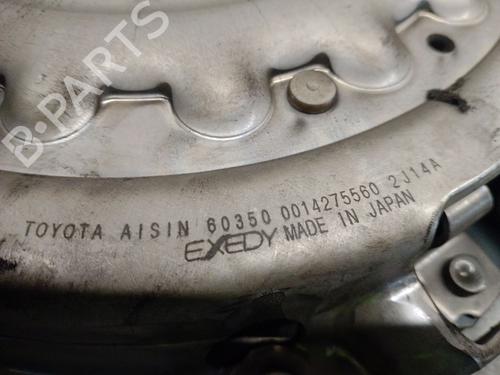 B-PARTS
TOYOTA AISIN 60350 0014275560 2J14A
EXEDY MADE IN JAPAN